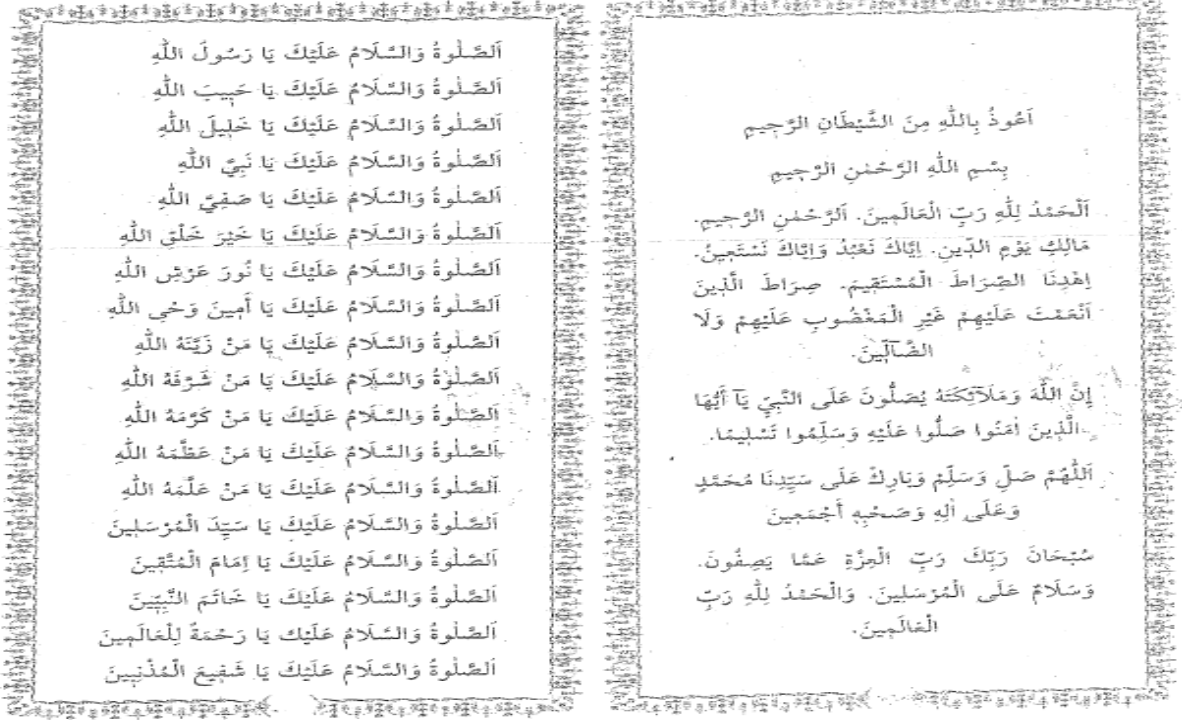 اَعُوذُ بِاللّٰهِ مِنَ الشَّيْطَانِ الرَّجٖيمِ
بِسْمِ اللّٰهِ الرَّحْمٰنِ الرَّحٖيمِ
اَلْحَمْدُ لِلّٰهِ رَبِّ الْعَالَمٖينَ. اَلرَّحْمٰنِ الرَّحٖيمِ.
مَالِكِ يَوْمِ الدّٖينِ. اِيَّاكَ نَعْبُدُ وَاِيَّاكَ نَسْتَعٖينُ.
اِهْدِنَا الصِّرَاطَ الْمُسْتَقٖيمَ. صِرَاطَ الَّذٖينَ
اَنْعَمْتَ عَلَيْهِمْ غَيْرِ الْمَغْضُوبِ عَلَيْهِمْ وَلَا
الضَّآلّٖينَ.
اِنَّ اللّٰهَ وَمَلَآئِكَتَهُ يُصَلُّونَ عَلَى النَّبِيِّ يَآ اَيُّهَا
الَّذٖينَ اٰمَنُوا صَلُّوا عَلَيْهِ وَسَلِّمُوا تَسْلٖيمًا.
اَللّٰهُمَّ صَلِّ وَسَلِّمْ وَبَارِكْ عَلَى سَيِّدِنَا مُحَمَّدٍ
وَعَلَى اٰلِهِ وَصَحْبِهِ أَجْمَعٖينَ
سُبْحَانَ رَبِّكَ رَبِّ الْعِزَّةِ عَمَّا يَصِفُونَ.
وَسَلَامٌ عَلَى الْمُرْسَلٖينَ. وَالْحَمْدُ لِلّٰهِ رَبِّ
الْعَالَمٖينَ.
اَلصَّلٰوةُ وَالسَّلَامُ عَلَيْكَ يَا رَسُولَ اللّٰهِ
اَلصَّلٰوةُ وَالسَّلَامُ عَلَيْكَ يَا حَبٖيبَ اللّٰهِ
اَلصَّلٰوةُ وَالسَّلَامُ عَلَيْكَ يَا خَلٖيلَ اللّٰهِ
اَلصَّلٰوةُ وَالسَّلَامُ عَلَيْكَ يَا نَبِيَّ اللّٰهِ
اَلصَّلٰوةُ وَالسَّلَامُ عَلَيْكَ يَا صَفِيَّ اللّٰهِ
اَلصَّلٰوةُ وَالسَّلَامُ عَلَيْكَ يَا خَيْرَ خَلْقِ اللّٰهِ
اَلصَّلٰوةُ وَالسَّلَامُ عَلَيْكَ يَا نُورَ عَرْشِ اللّٰهِ
اَلصَّلٰوةُ وَالسَّلَامُ عَلَيْكَ يَا أَمٖينَ وَحْىِ اللّٰهِ
اَلصَّلٰوةُ وَالسَّلَامُ عَلَيْكَ يَا مَنْ زَيَّنَهُ اللّٰهِ
اَلصَّلٰوةُ وَالسَّلَامُ عَلَيْكَ يَا مَنْ شَرَّفَهُ اللّٰهِ
اَلصَّلٰوةُ وَالسَّلَامُ عَلَيْكَ يَا مَنْ كَرَّمَهُ اللّٰهِ
اَلصَّلٰوةُ وَالسَّلَامُ عَلَيْكَ يَا مَنْ عَظَّمَهُ اللّٰهِ
اَلصَّلٰوةُ وَالسَّلَامُ عَلَيْكَ يَا مَنْ عَلَّمَهُ اللّٰهِ
اَلصَّلٰوةُ وَالسَّلَامُ عَلَيْكَ يَا سَيِّدَ الْمُرْسَلٖينَ
اَلصَّلٰوةُ وَالسَّلَامُ عَلَيْكَ يَا اِمَامَ الْمُتَّقٖينَ
اَلصَّلٰوةُ وَالسَّلَامُ عَلَيْكَ يَا خَاتَمَ النَّبِيّٖينَ
اَلصَّلٰوةُ وَالسَّلَامُ عَلَيْكَ يَا رَحْمَةً لِلْعَالَمٖينَ
اَلصَّلٰوةُ وَالسَّلَامُ عَلَيْكَ يَا شَفٖيعَ الْمُذْنِبٖينَ